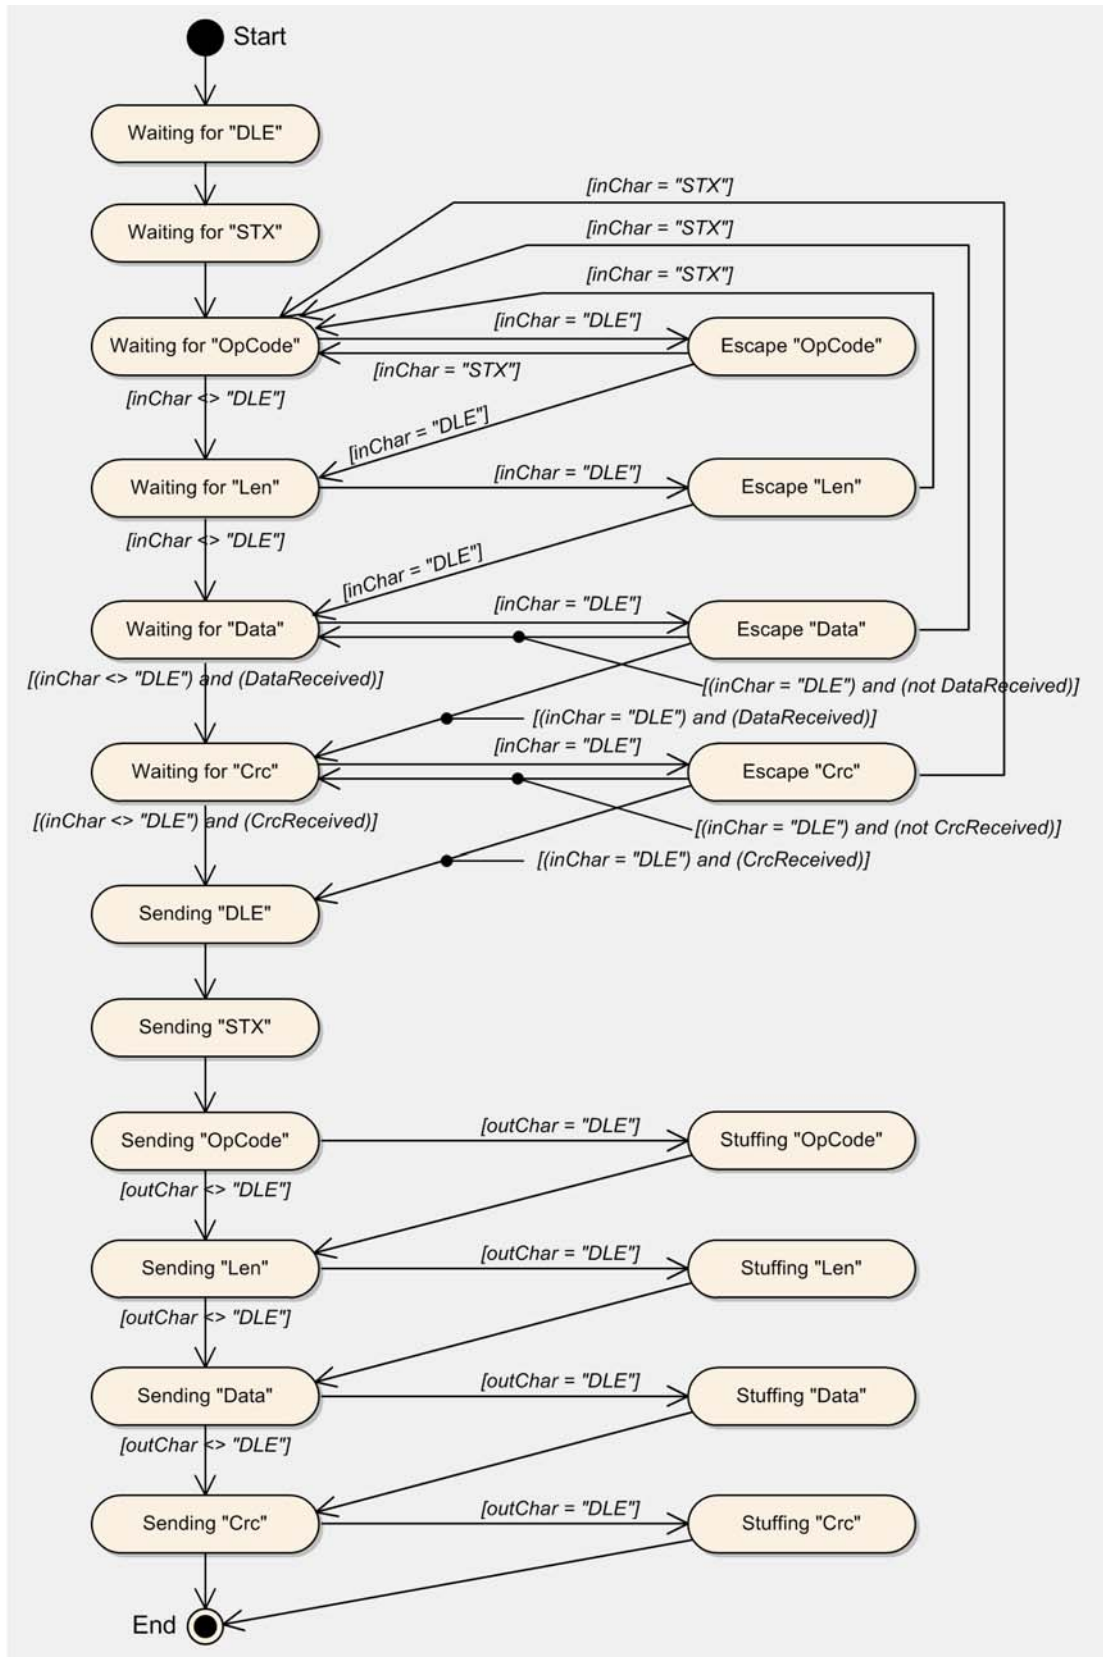 Start
Waiting for "DLE"
[inChar = "STX"]
Waiting for "STX"
[inChar = "STX"]
[inChar = "STX"]
[inChar = "DLE"]
Waiting for "OpCode"
Escape "OpCode"
[inChar = "STX"]
[inChar <> "DLE"]
[inChar = "DLE"]
[inChar = "DLE"]
Waiting for "Len"
Escape "Len"
[inChar <> "DLE"]
[inChar = "DLE"]
[inChar = "DLE"]
Waiting for "Data"
Escape "Data"
[(inChar <> "DLE") and (DataReceived)]
[(inChar = "DLE") and (not DataReceived)]
[(inChar = "DLE") and (DataReceived)]
[inChar = "DLE"]
Waiting for "Crc"
Escape "Crc"
[(inChar <> "DLE") and (CrcReceived)]
[(inChar = "DLE") and (not CrcReceived)]
[(inChar = "DLE") and (CrcReceived)]
Sending "DLE"
Sending "STX"
[outChar = "DLE"]
Sending "OpCode"
Stuffing "OpCode"
[outChar <> "DLE"]
[outChar = "DLE"]
Sending "Len"
Stuffing "Len"
[outChar <> "DLE"]
[outChar = "DLE"]
Sending "Data"
Stuffing "Data"
[outChar <> "DLE"]
[outChar = "DLE"]
Sending "Crc"
Stuffing "Crc"
End